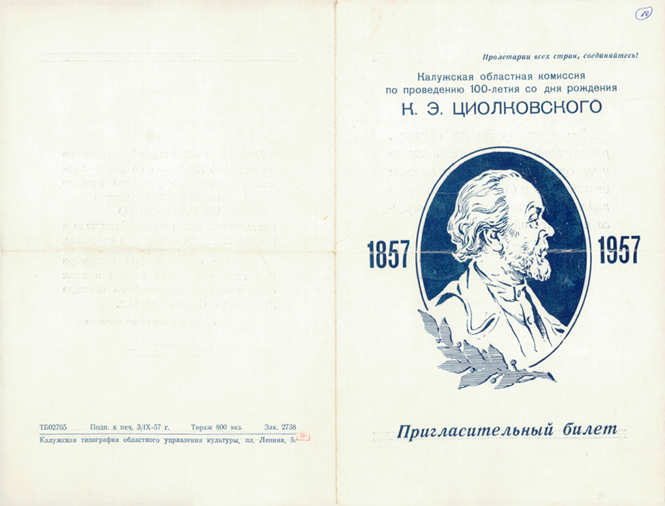 ТБ02765 Подп. к печ. 5/IX-57 г. Тираж 800 экз. Зак. 2738
Калужская типография областного управления культуры, пл. Ленина, 5.
Пролетарии всех стран, соединяйтесь!
Калужская областная комиссия
по проведению 100-летия со дня рождения
К. Э. ЦИОЛКОВСКОГО
1857 1957
Пригласительный билет